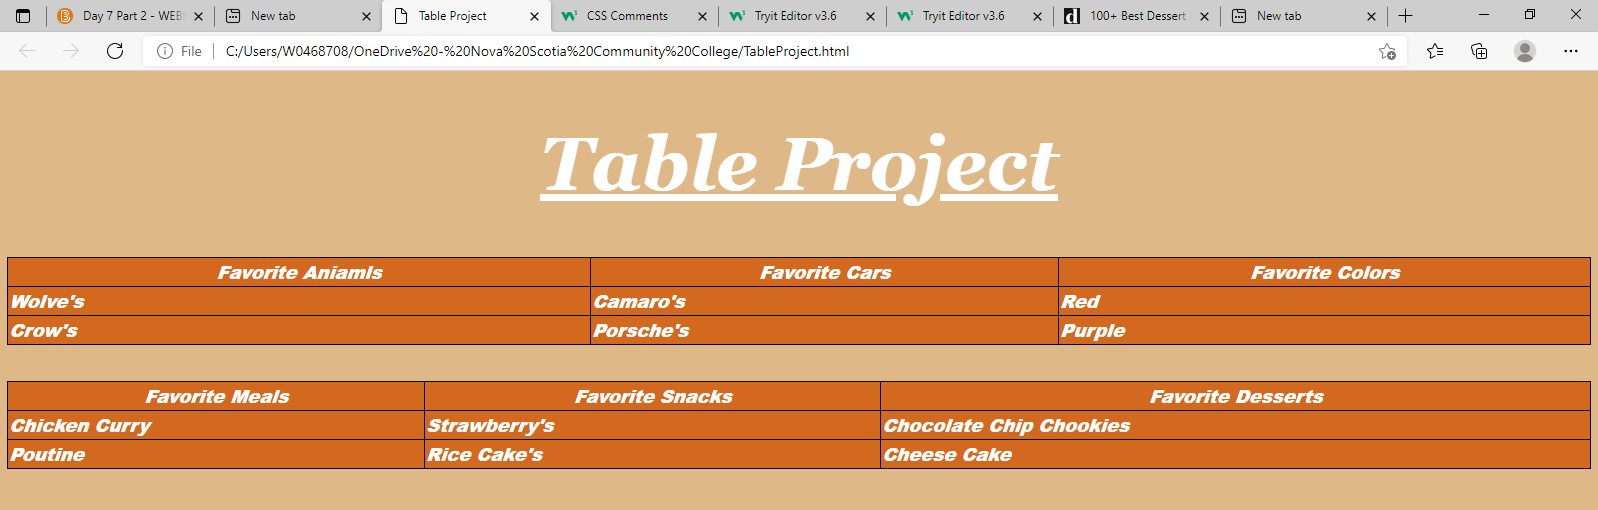 Day 7 Part 2 - WEB
New tab
Table Project
CSS Comments
Tryit Editor v3.6
Tryit Editor v3.6
100+ Best Dessert
New tab
File
C:/Users/W0468708/OneDrive%20-%20Nova%20Scotia%20Community%20College/TableProject.html
Table Project
Favorite Aniamls Favorite Cars Favorite Colors
Wolve's Camaro's Red
Crow's Porsche's Purple
Favorite Meals Favorite Snacks Favorite Desserts
Chicken Curry Strawberry's Chocolate Chip Chookies
Poutine Rice Cake's Cheese Cake